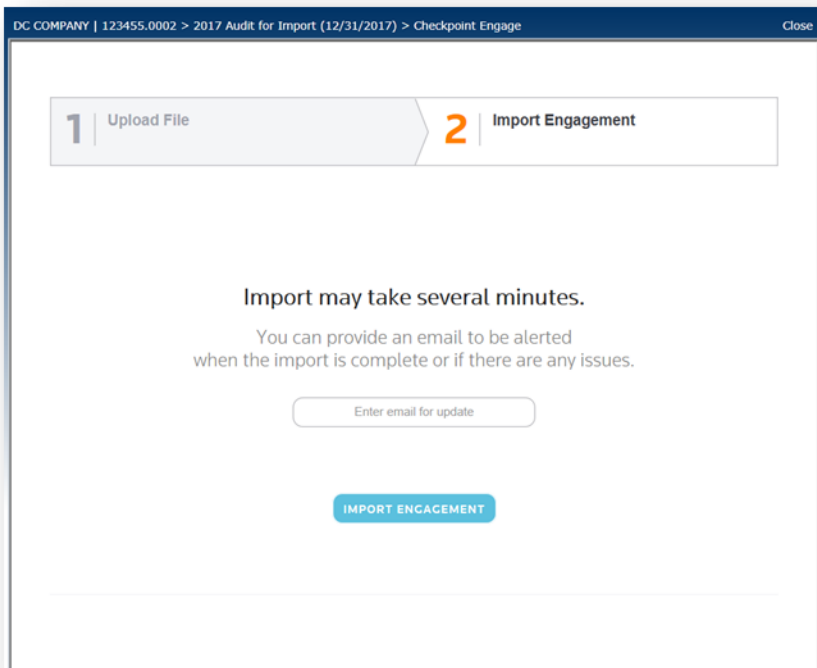 DC COMPANY | 123455.0002 > 2017 Audit for Import (12/31/2017) > Checkpoint Engage Close
1 Upload File
2 Import Engagement
Import may take several minutes.
You can provide an email to be alerted
when the import is complete or if there are any issues.
Enter email for update
IMPORT ENGAGEMENT